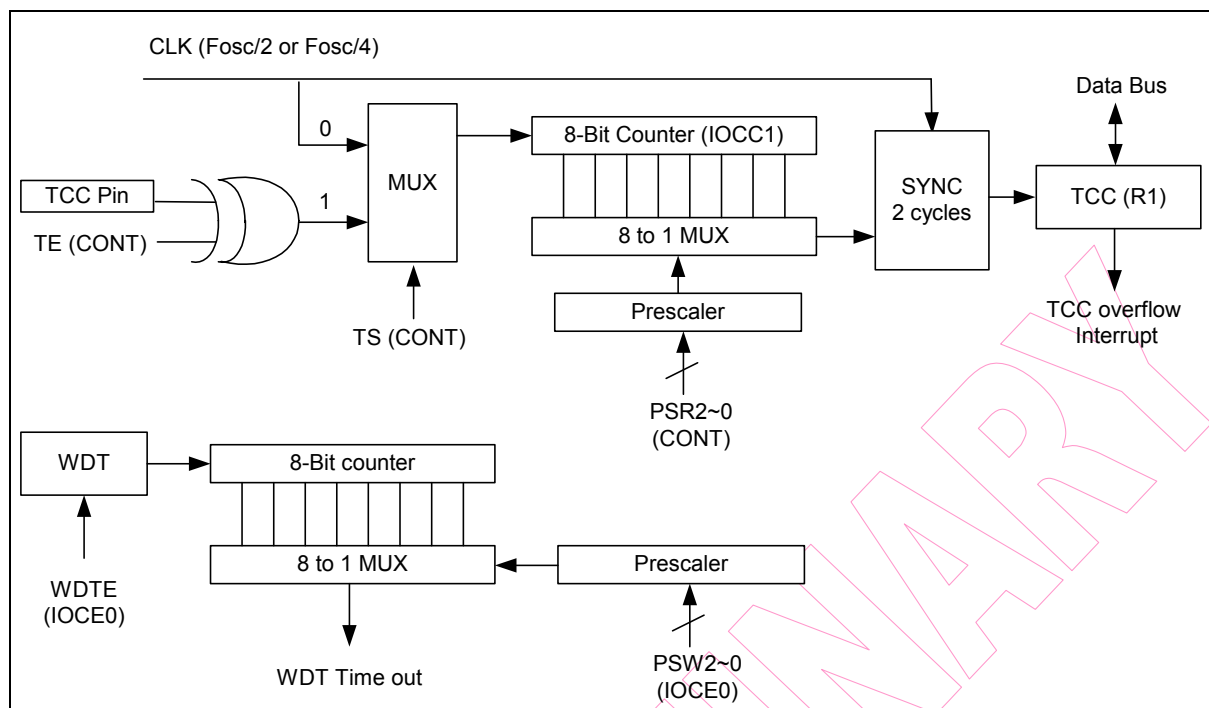 CLK (Fosc/2 or Fosc/4)
Data Bus
0
8-Bit Counter (IOCC1)
MUX
SYNC
2 cycles
TCC Pin
1
TCC (R1)
TE (CONT)
8 to 1 MUX
Prescaler
TS (CONT)
TCC overflow
Interrupt
PSR2~0
(CONT)
WDT
8-Bit counter
8 to 1 MUX
Prescaler
WDTE
(IOCE0)
WDT Time out
PSW2~0
(IOCE0)